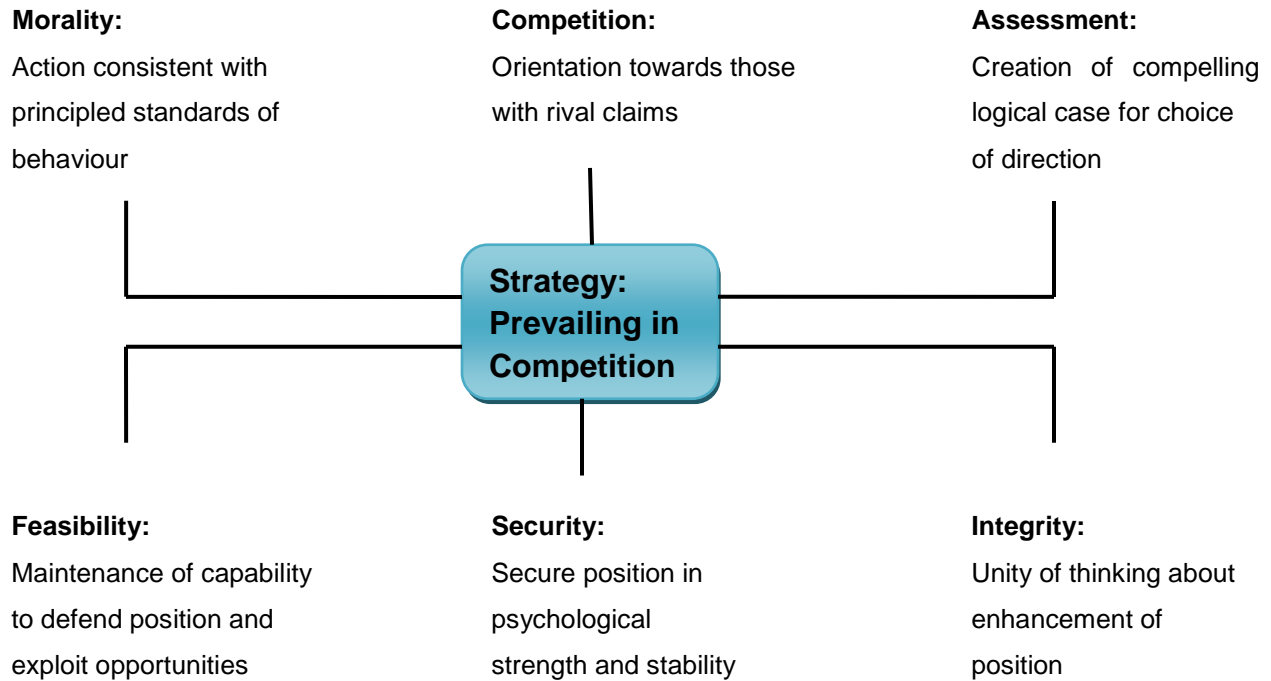 Morality:
Action consistent with
principled standards of
behaviour
Competition:
Orientation towards those
with rival claims
Assessment:
Creation of compelling
logical case for choice
of direction
Strategy:
Prevailing in
Competition
Feasibility:
Maintenance of capability
to defend position and
exploit opportunities
Security:
Secure position in
psychological
strength and stability
Integrity:
Unity of thinking about
enhancement of
position